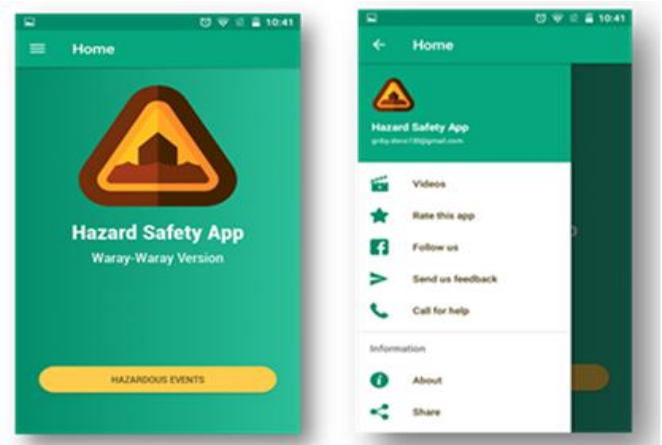 10:41
Home
Hazard Safety App
Waray-Waray Version
HAZARDOUS EVENTS
10:41
Home
Hazard Safety App
Videos
Rate this app
Follow us
Send us feedback
Call for help
Information
About
Share